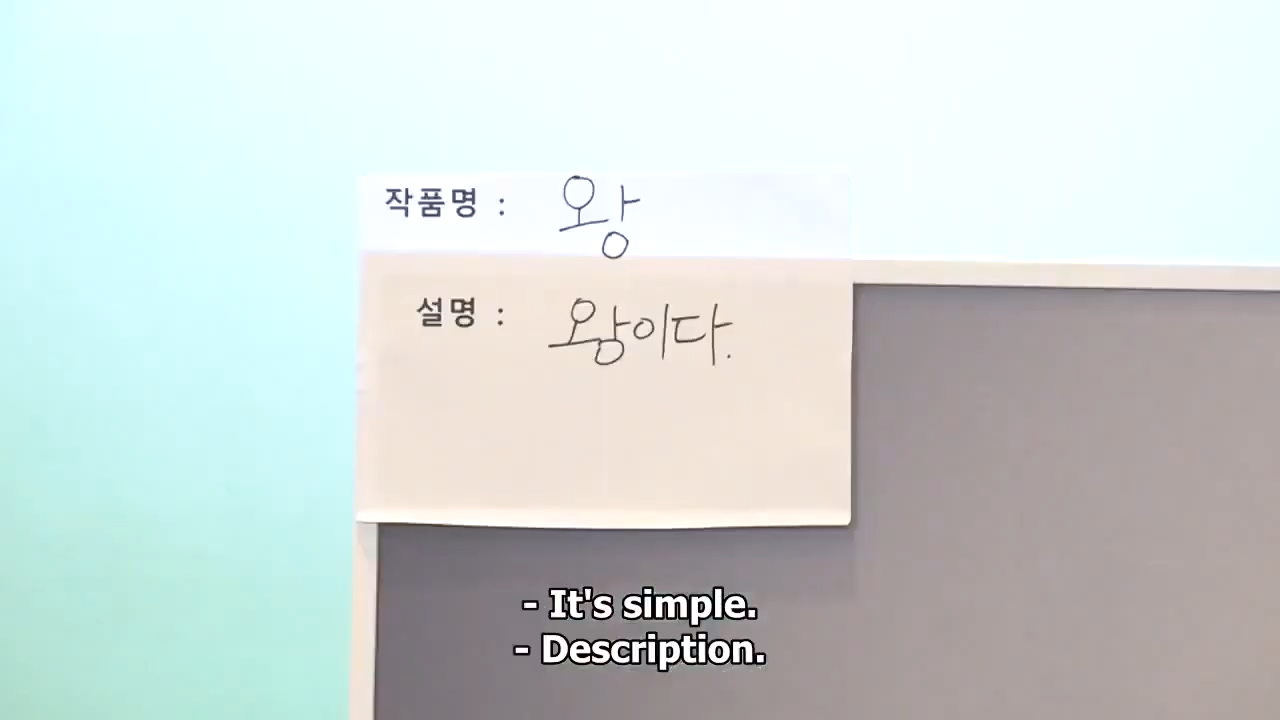 작품명 : 왕
설명 : 왕이다.
- It's simple.
- Description.